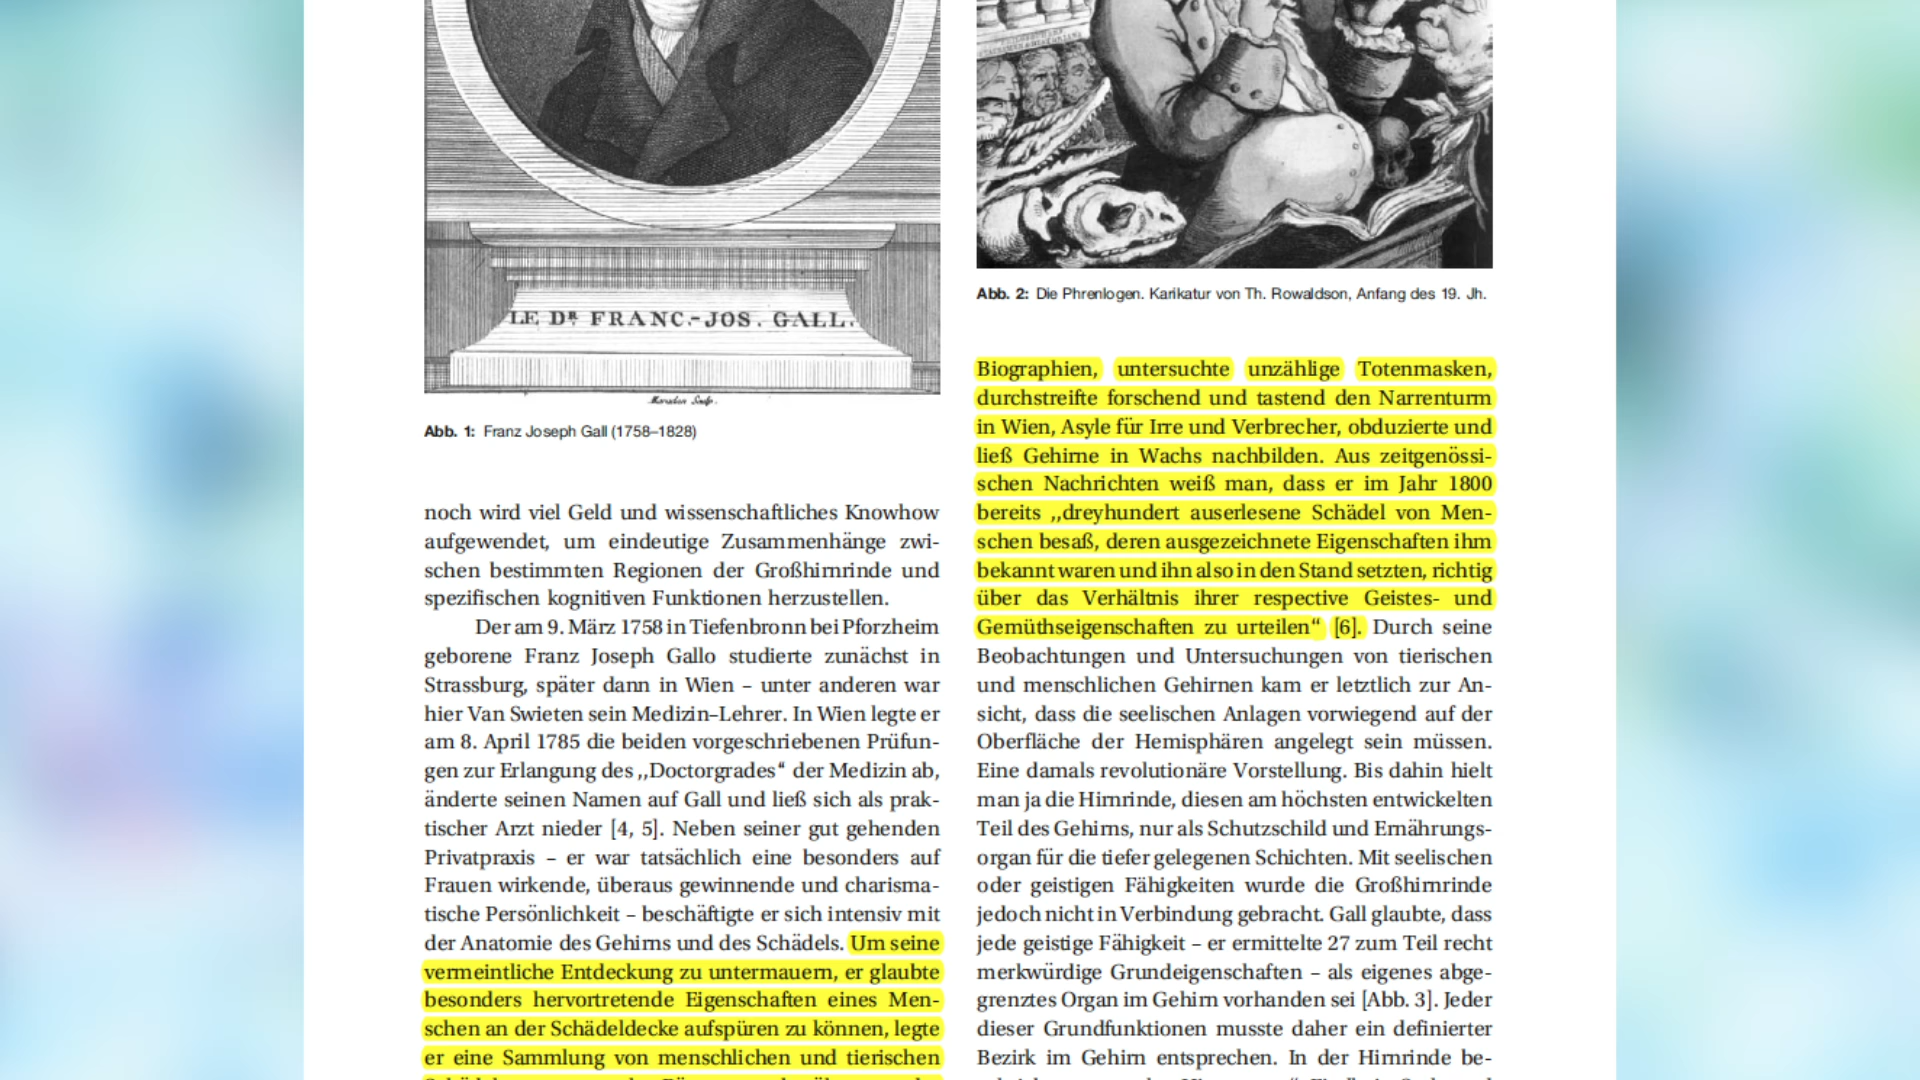 LE DR FRANC.-JOS. GALL.
Abb. 1: Franz Joseph Gall (1758–1828)
noch wird viel Geld und wissenschaftliches Knowhow
aufgewendet, um eindeutige Zusammenhänge zwi-
schen bestimmten Regionen der Großhirnrinde und
spezifischen kognitiven Funktionen herzustellen.
Der am 9. März 1758 in Tiefenbronn bei Pforzheim
geborene Franz Joseph Gallo studierte zunächst in
Strassburg, später dann in Wien – unter anderen war
hier Van Swieten sein Medizin–Lehrer. In Wien legte er
am 8. April 1785 die beiden vorgeschriebenen Prüfun-
gen zur Erlangung des ,,Doctorgrades“ der Medizin ab,
änderte seinen Namen auf Gall und ließ sich als prak-
tischer Arzt nieder [4, 5]. Neben seiner gut gehenden
Privatpraxis – er war tatsächlich eine besonders auf
Frauen wirkende, überaus gewinnende und charisma-
tische Persönlichkeit – beschäftigte er sich intensiv mit
der Anatomie des Gehirns und des Schädels. Um seine
vermeintliche Entdeckung zu untermauern, er glaubte
besonders hervortretende Eigenschaften eines Men-
schen an der Schädeldecke aufspüren zu können, legte
er eine Sammlung von menschlichen und tierischen
Abb. 2: Die Phrenlogen. Karikatur von Th. Rowaldson, Anfang des 19. Jh.
Biographien, untersuchte unzählige Totenmasken,
durchstreifte forschend und tastend den Narrenturm
in Wien, Asyle für Irre und Verbrecher, obduzierte und
ließ Gehirne in Wachs nachbilden. Aus zeitgenössi-
schen Nachrichten weiß man, dass er im Jahr 1800
bereits ,,dreyhundert auserlesene Schädel von Men-
schen besaß, deren ausgezeichnete Eigenschaften ihm
bekannt waren und ihn also in den Stand setzten, richtig
über das Verhältnis ihrer respective Geistes- und
Gemüthseigenschaften zu urteilen“ [6]. Durch seine
Beobachtungen und Untersuchungen von tierischen
und menschlichen Gehirnen kam er letztlich zur An-
sicht, dass die seelischen Anlagen vorwiegend auf der
Oberfläche der Hemisphären angelegt sein müssen.
Eine damals revolutionäre Vorstellung. Bis dahin hielt
man ja die Hirnrinde, diesen am höchsten entwickelten
Teil des Gehirns, nur als Schutzschild und Ernährungs-
organ für die tiefer gelegenen Schichten. Mit seelischen
oder geistigen Fähigkeiten wurde die Großhirnrinde
jedoch nicht in Verbindung gebracht. Gall glaubte, dass
jede geistige Fähigkeit – er ermittelte 27 zum Teil recht
merkwürdige Grundeigenschaften – als eigenes abge-
grenztes Organ im Gehirn vorhanden sei [Abb. 3]. Jeder
dieser Grundfunktionen musste daher ein definierter
Bezirk im Gehirn entsprechen. In der Hirnrinde be-